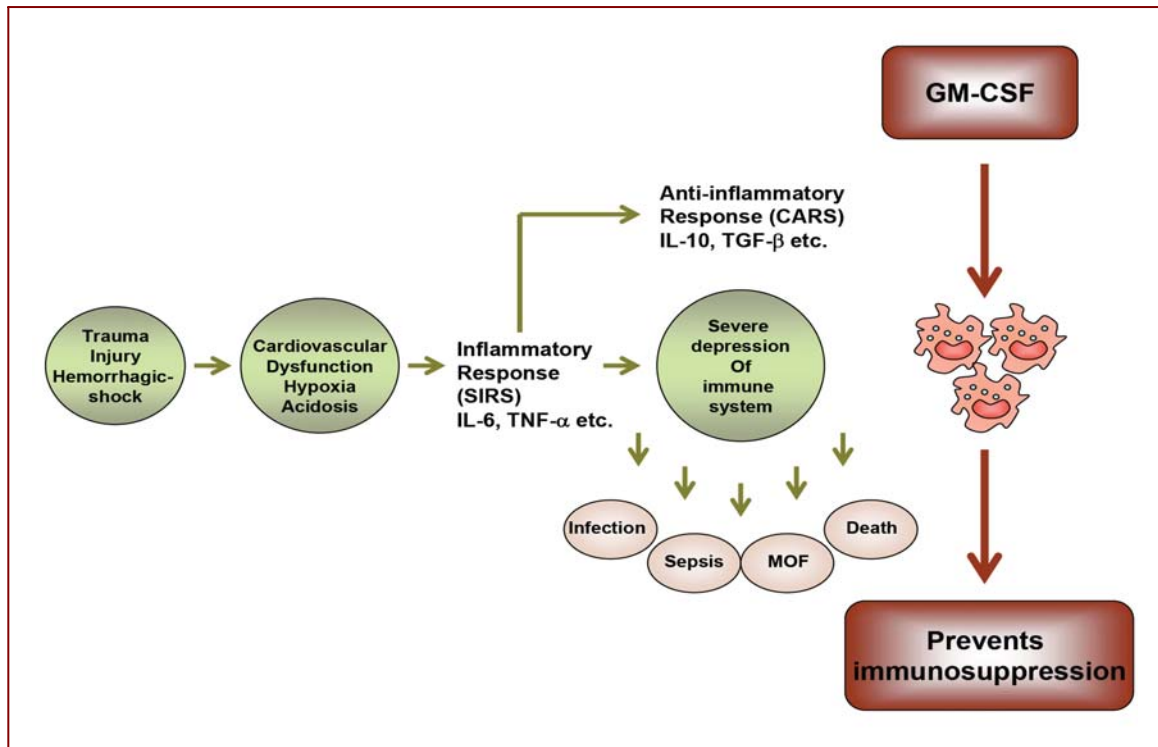 GM-CSF
Anti-inflammatory
Response (CARS)
IL-10, TGF-β etc.
Trauma
Injury
Hemorrhagic-
shock
Cardiovascular
Dysfunction
Hypoxia
Acidosis
Inflammatory
Response
(SIRS)
IL-6, TNF-α etc.
Severe
depression
Of
immune
system
Infection
Sepsis
MOF
Death
Prevents
immunosuppression